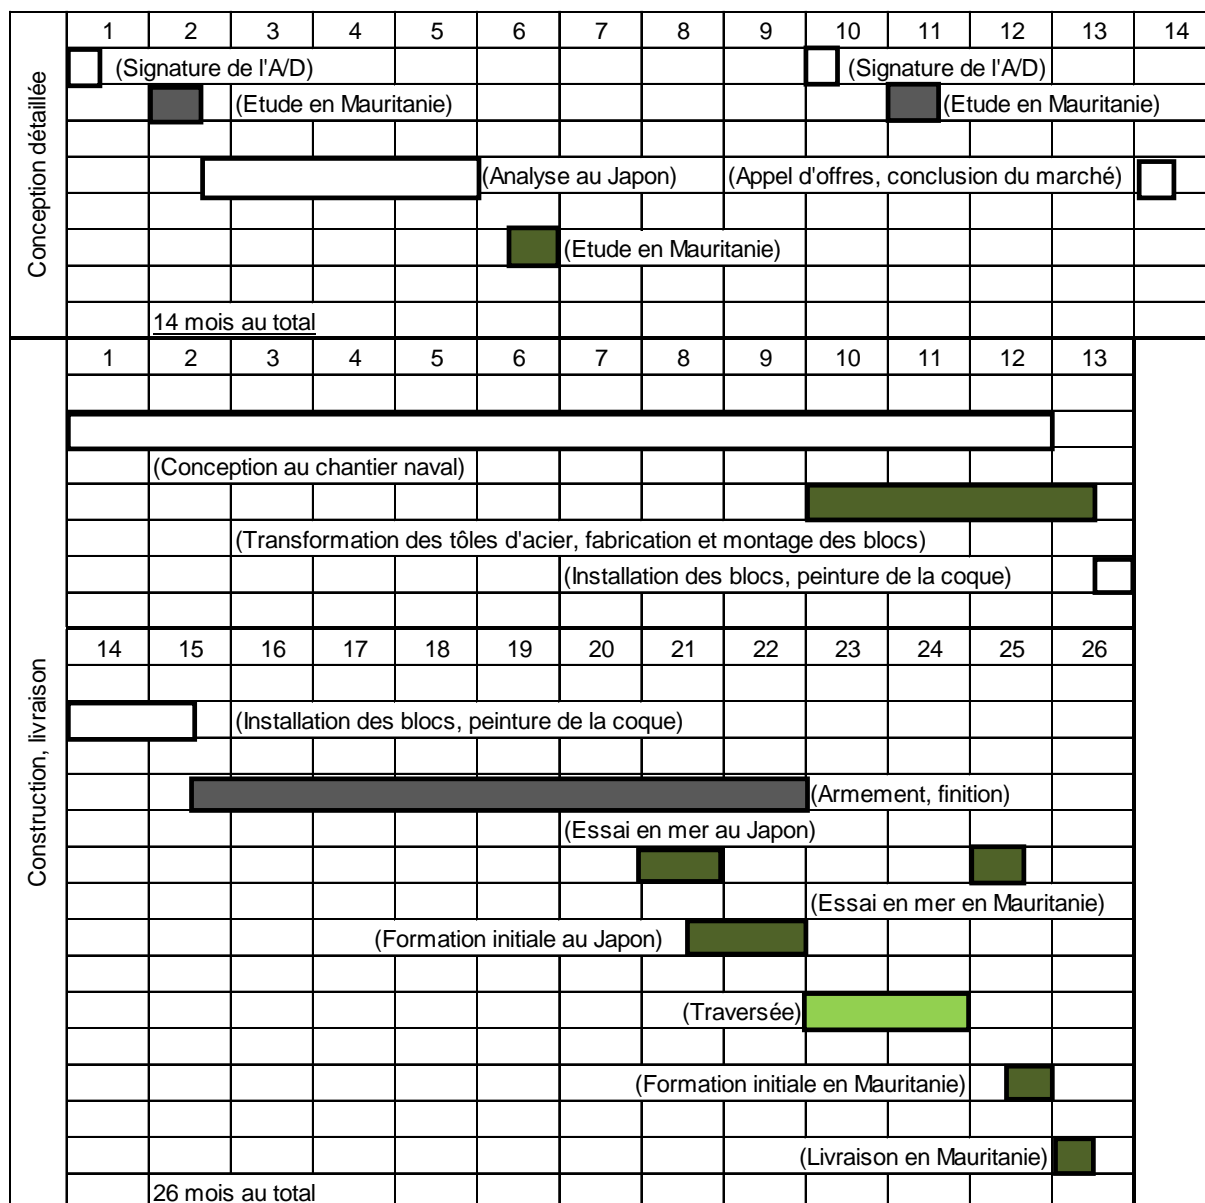 Conception détaillée
1 2 3 4 5 6 7 8 9 10 11 12 13 14
(Signature de l'A/D) (Signature de l'A/D)
(Etude en Mauritanie) (Etude en Mauritanie)
(Analyse au Japon) (Appel d'offres, conclusion du marché)
(Etude en Mauritanie)
14 mois au total
Construction, livraison
1 2 3 4 5 6 7 8 9 10 11 12 13
(Conception au chantier naval)
(Transformation des tôles d'acier, fabrication et montage des blocs)
(Installation des blocs, peinture de la coque)
14 15 16 17 18 19 20 21 22 23 24 25 26
(Installation des blocs, peinture de la coque)
(Armement, finition)
(Essai en mer au Japon)
(Essai en mer en Mauritanie)
(Formation initiale au Japon)
(Traversée)
(Formation initiale en Mauritanie)
(Livraison en Mauritanie)
26 mois au total